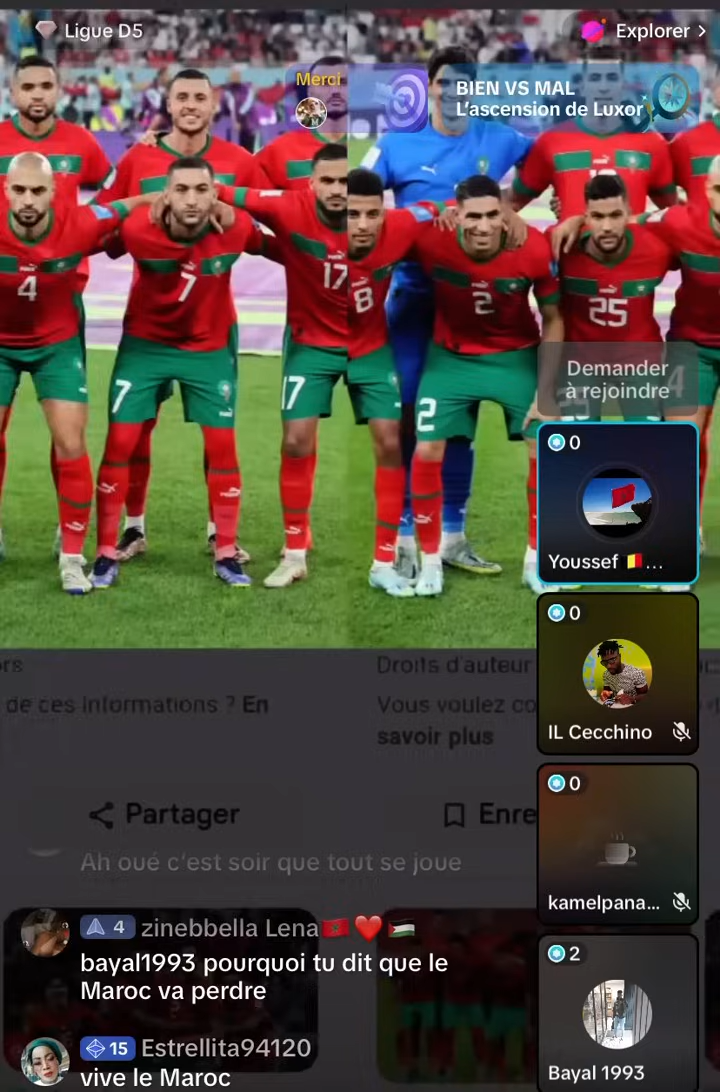 Ligue D5
Explorer >
Merci
BIEN VS MAL
L'ascension de Luxor
4
7
17
8
2
25
7
17
2
Demander
à rejoindre
0
Youssef 🇧🇪...
0
IL Cecchino
Droits d'auteur
de ces informations ? En
Vous voulez
savoir plus
0
kamelpana...
Partager
Enre
Ah oué c'est soir que tout se joue
4 zinebbella Lena🇲🇦❤️🇵🇸
bayal1993 pourquoi tu dit que le
Maroc va perdre
2
Bayal 1993
15 Estrellita94120
vive le Maroc